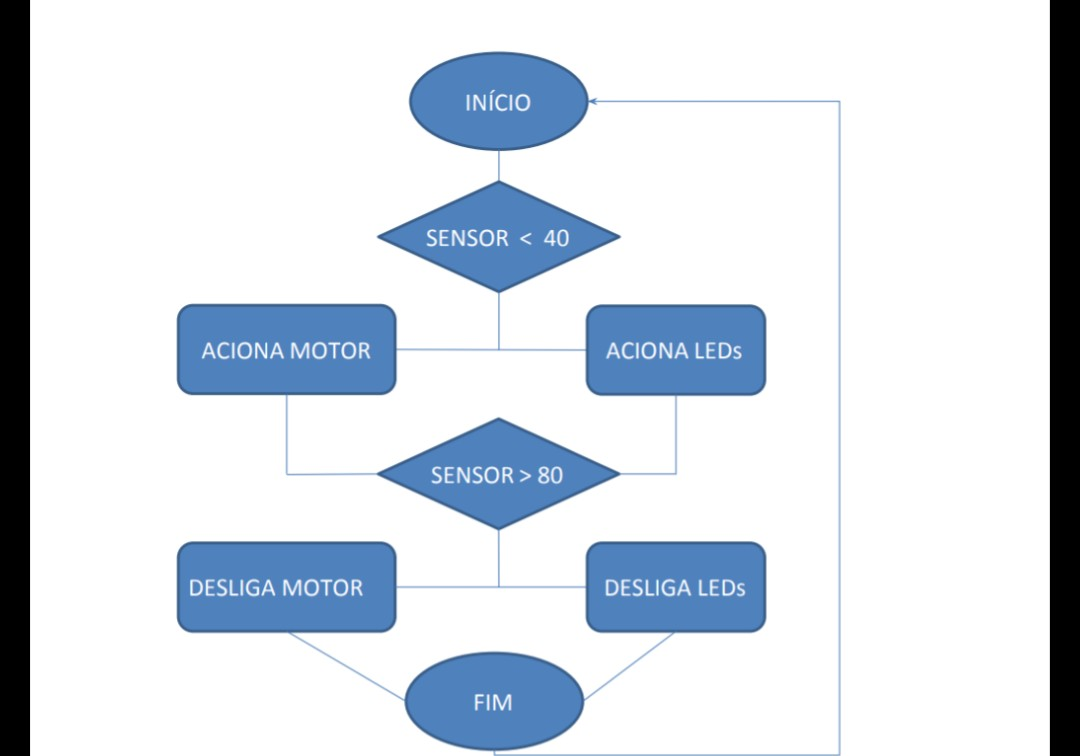 INÍCIO
SENSOR < 40
ACIONA MOTOR
ACIONA LEDs
SENSOR > 80
DESLIGA MOTOR
DESLIGA LEDs
FIM